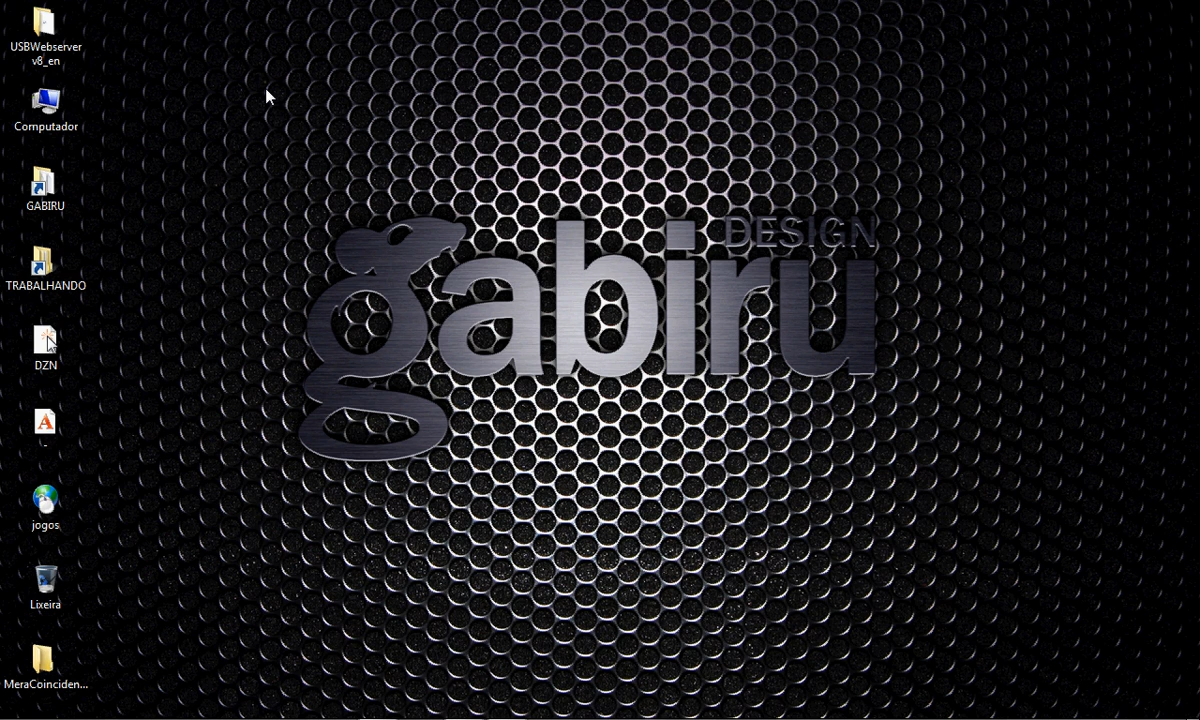 USBWebserver
v8_en
Computador
GABIRU
TRABALHANDO
DZN
A
-
jogos
Lixeira
MeraCoinciden...
DESIGN
gabiru